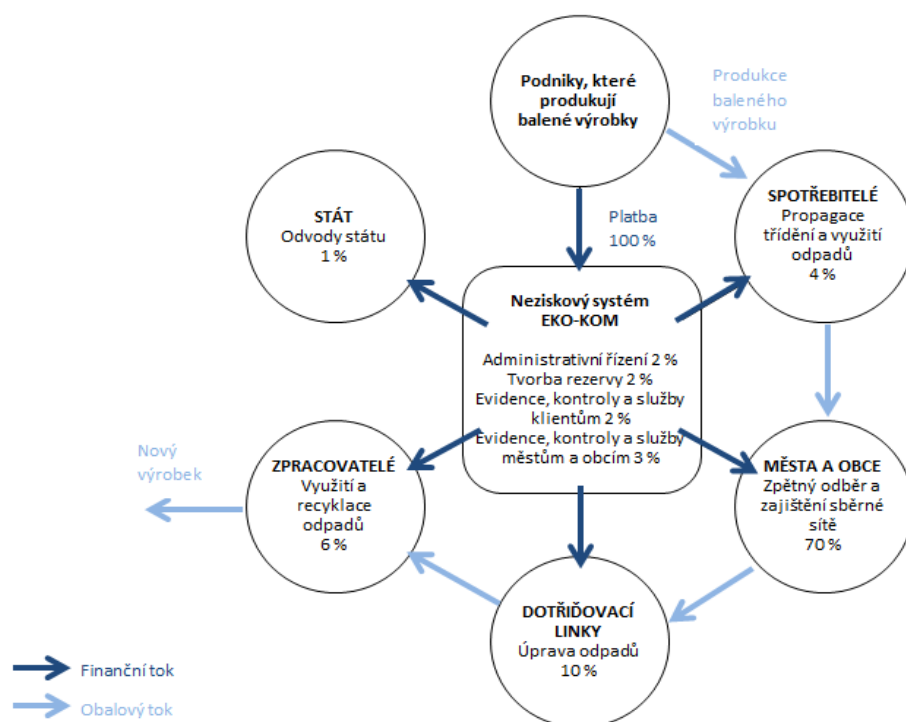 Podniky, které
produkují
balené výrobky
Produkce
baleného
výrobku
STÁT
Odvody státu
1 %
Platba
100 %
SPOTŘEBITELÉ
Propagace
třídění a využití
odpadů
4 %
Neziskový systém
EKO-KOM
Administrativní řízení 2 %
Tvorba rezervy 2 %
Evidence, kontroly a služby
klientům 2 %
Evidence, kontroly a služby
městům a obcím 3 %
Nový
výrobek
ZPRACOVATELÉ
Využití a
recyklace
odpadů
6 %
MĚSTA A OBCE
Zpětný odběr a
zajištění sběrné
sítě
70 %
DOTŘIĎOVACÍ
LINKY
Úprava odpadů
10 %
Finanční tok
Obalový tok